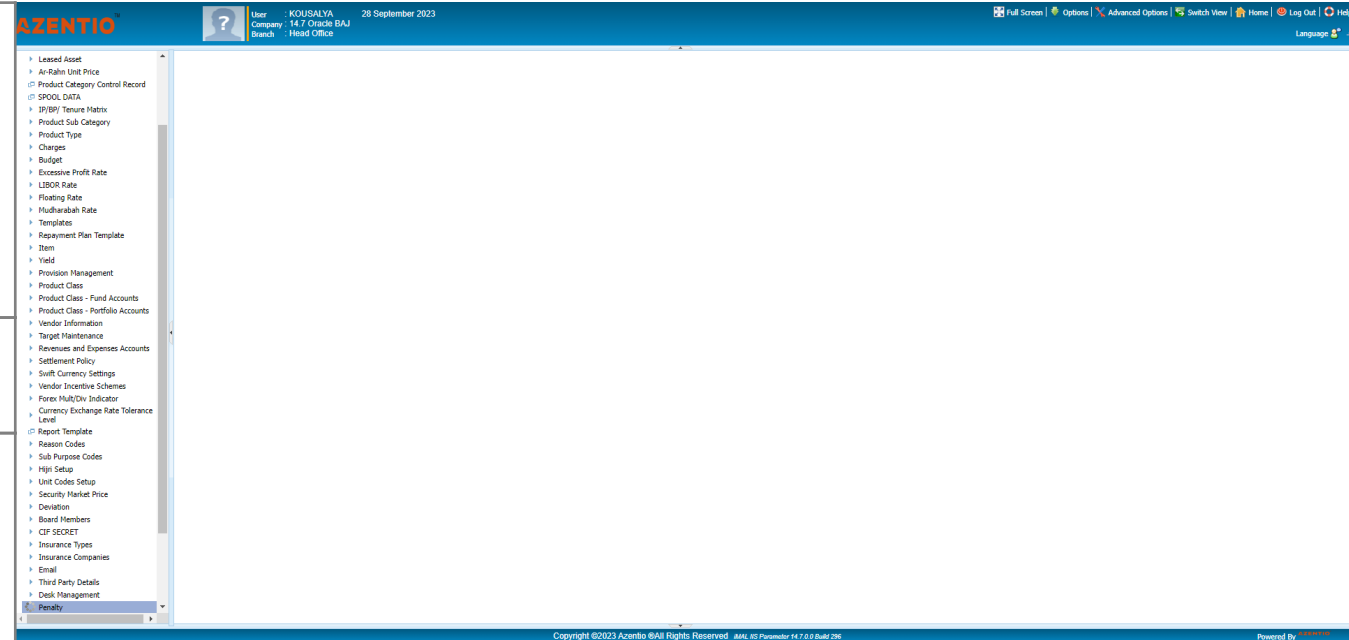 AZENTIO
User : KOUSALYA 28 September 2023
Company : 14.7 Oracle BAJ
Branch : Head Office
Full Screen | Options | Advanced Options | Switch View | Home | Log Out | Help
Language
Leased Asset
Ar-Rahn Unit Price
Product Category Control Record
SPOOL DATA
IP/BP/ Tenure Matrix
Product Sub Category
Product Type
Charges
Budget
Excessive Profit Rate
LIBOR Rate
Floating Rate
Mudharabah Rate
Templates
Repayment Plan Template
Item
Yield
Provision Management
Product Class
Product Class - Fund Accounts
Product Class - Portfolio Accounts
Vendor Information
Target Maintenance
Revenues and Expenses Accounts
Settlement Policy
Swift Currency Settings
Vendor Incentive Schemes
Forex Mult/Div Indicator
Currency Exchange Rate Tolerance
Level
Report Template
Reason Codes
Sub Purpose Codes
Hijri Setup
Unit Codes Setup
Security Market Price
Deviation
Board Members
CIF SECRET
Insurance Types
Insurance Companies
Email
Third Party Details
Desk Management
Penalty
Copyright ©2023 Azentio ®All Rights Reserved iMAL IIS Parameter 14.7.0.0 Build 296
Powered By AZENTIO